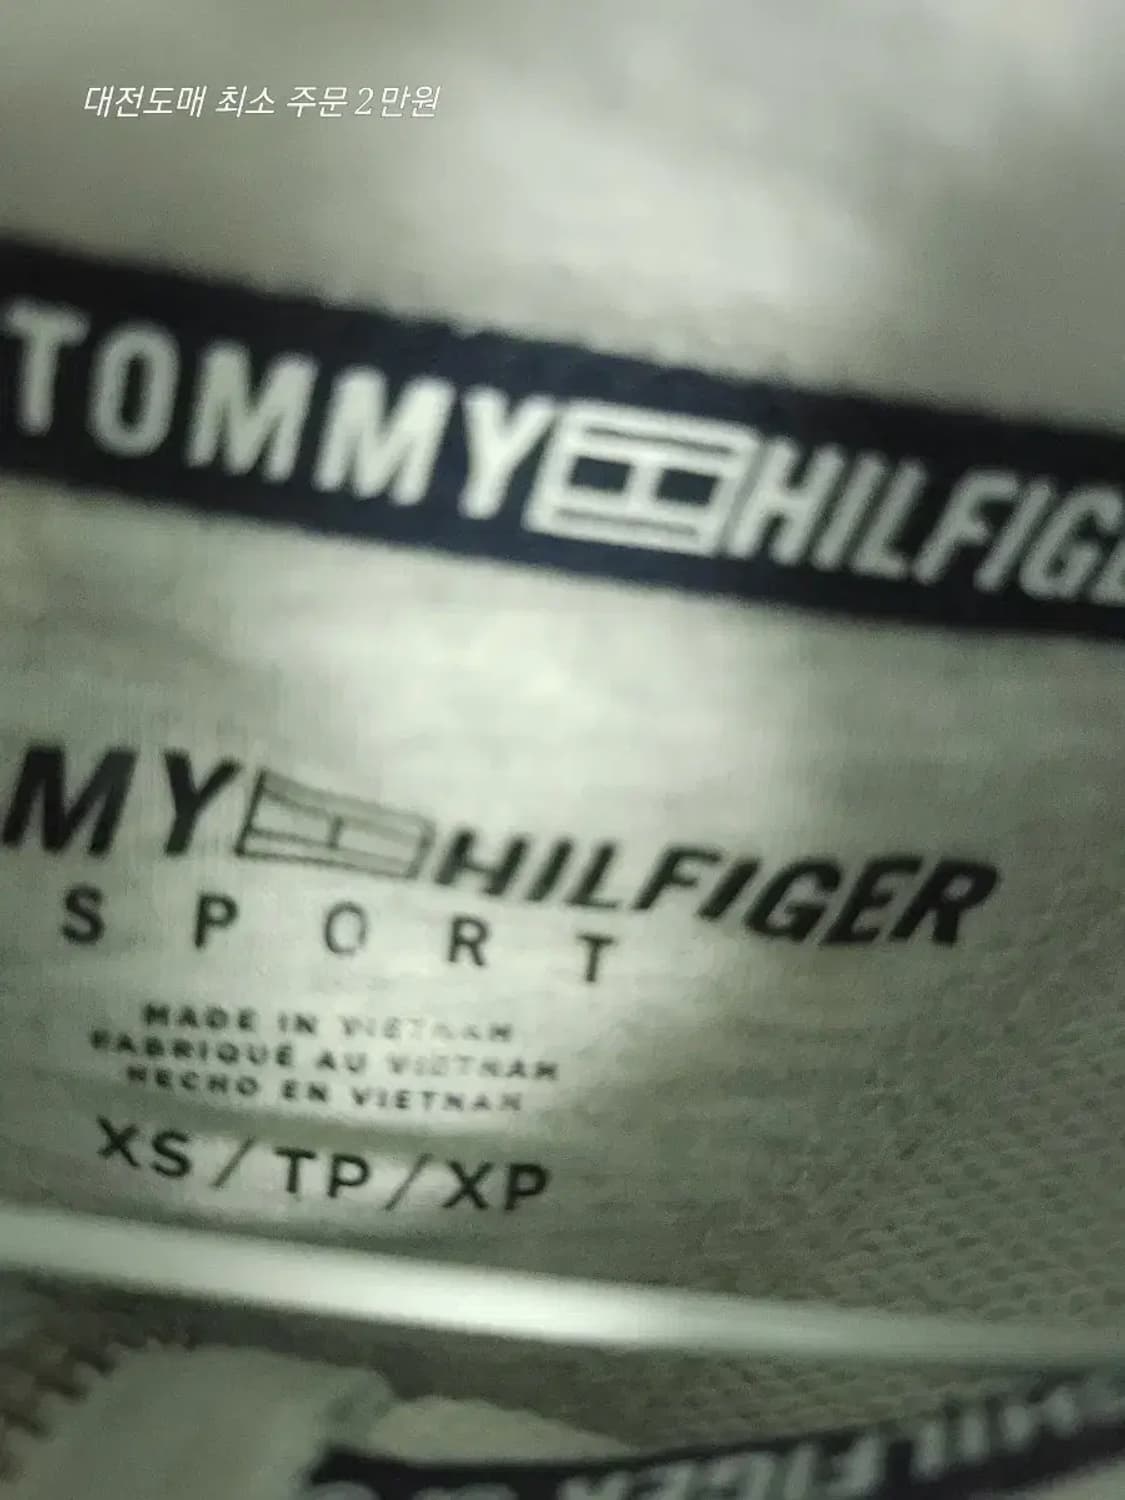 대전도매 최소 주문 2만원
TOMMY HILFIGE
MY HILFIGER
SPORT
MADE IN VIETNAM
FABRIQUÉ AU VIETNAM
HECHO EN VIETNAM
XS / TP / XP
HILFIGER